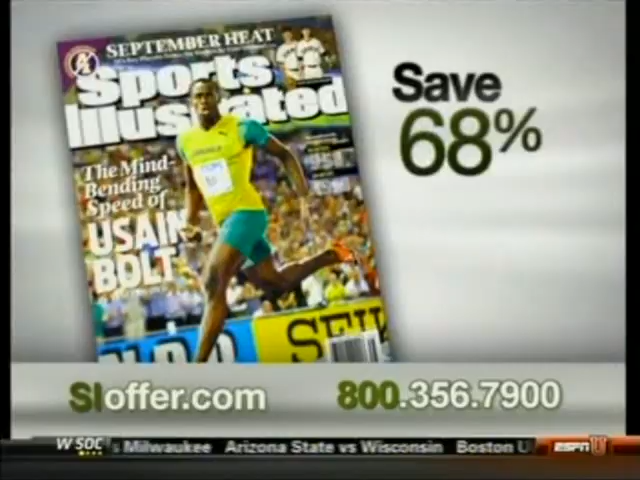 SEPTEMBER HEAT
Sports
Illustrated
The Mind-
Bending
Speed of
USAIN
BOLT
SEIK
Save
68%
SIoffer.com
800.356.7900
W SOC
Milwaukee Arizona State vs Wisconsin Boston U
ESPN U